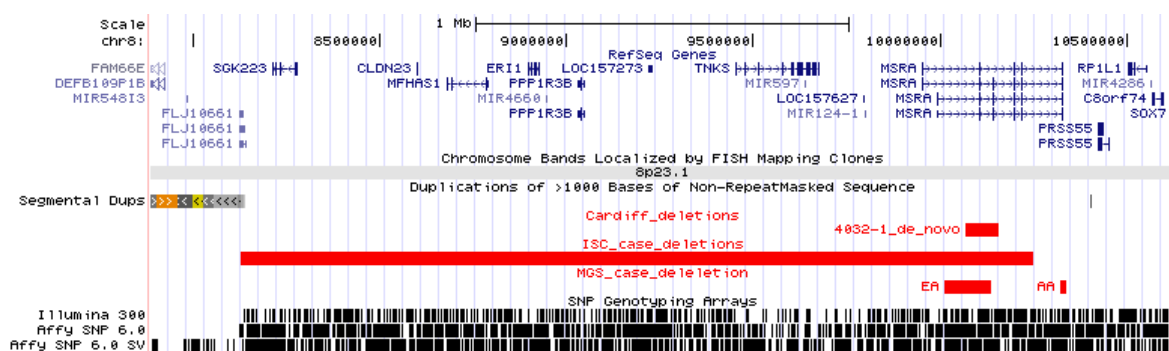 Scale 1 Mb
chr8: 8500000 9000000 9500000 10000000 10500000
RefSeq Genes
FAM66E SGK223 CLDN23 ERI1 LOC157273 TNKS MSRA RP1L1
DEFB109P1B MFHAS1 PPP1R3B MIR597 MSRA MIR4286
MIR548I3 MIR4660 LOC157627 MSRA C8orf74
FLJ10661 PPP1R3B MIR124-1 MSRA SOX7
FLJ10661 PRSS55
FLJ10661 PRSS55
Chromosome Bands Localized by FISH Mapping Clones
8p23.1
Duplications of >1000 Bases of Non-RepeatMasked Sequence
Segmental Dups
Cardiff_deletions
4032-1_de_novo
ISC_case_deletions
MGS_case_deleletion
EA AA
SNP Genotyping Arrays
Illumina 300
Affy SNP 6.0
Affy SNP 6.0 SV